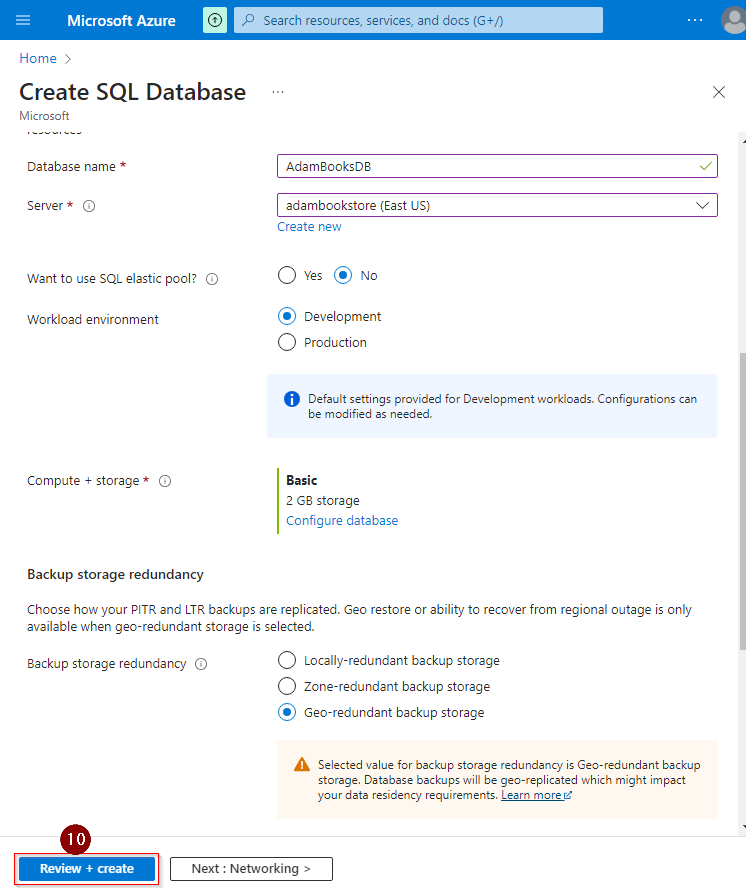 Microsoft Azure
Search resources, services, and docs (G+/)
...
Home >
Create SQL Database ...
Microsoft
resources
Database name * AdamBooksDB
Server * adambookstore (East US)
Create new
Want to use SQL elastic pool? Yes No
Workload environment Development
Production
Default settings provided for Development workloads. Configurations can
be modified as needed.
Compute + storage * Basic
2 GB storage
Configure database
Backup storage redundancy
Choose how your PITR and LTR backups are replicated. Geo restore or ability to recover from regional outage is only
available when geo-redundant storage is selected.
Backup storage redundancy Locally-redundant backup storage
Zone-redundant backup storage
Geo-redundant backup storage
Selected value for backup storage redundancy is Geo-redundant backup
storage. Database backups will be geo-replicated which might impact
your data residency requirements. Learn more
10
Review + create Next : Networking >